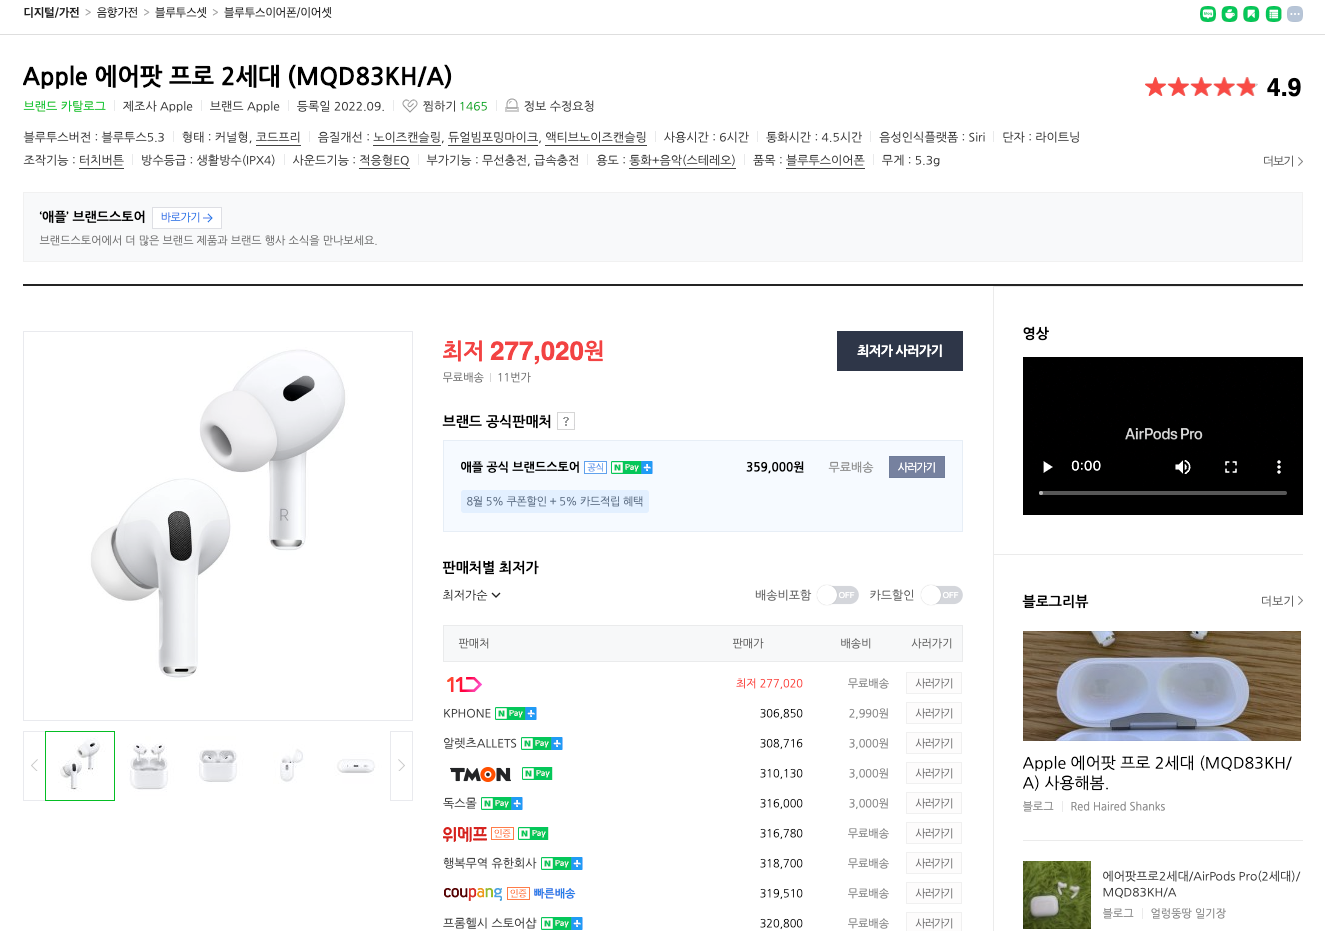 디지털/가전 > 음향가전 > 블루투스셋 > 블루투스이어폰/이어셋
Apple 에어팟 프로 2세대 (MQD83KH/A)
4.9
브랜드 카탈로그 제조사 Apple 브랜드 Apple 등록일 2022.09. 찜하기 1465 정보 수정요청
블루투스버전 : 블루투스5.3 형태 : 커널형, 코드프리 음질개선 : 노이즈캔슬링, 듀얼빔포밍마이크, 액티브노이즈캔슬링 사용시간 : 6시간 통화시간 : 4.5시간 음성인식플랫폼 : Siri 단자 : 라이트닝
조작기능 : 터치버튼 방수등급 : 생활방수(IPX4) 사운드기능 : 적응형EQ 부가기능 : 무선충전, 급속충전 용도 : 통화+음악(스테레오) 품목 : 블루투스이어폰 무게 : 5.3g 더보기
‘애플’ 브랜드스토어 바로가기
브랜드스토어에서 더 많은 브랜드 제품과 브랜드 행사 소식을 만나보세요.
R
최저 277,020원
최저가 사러가기
무료배송 11번가
브랜드 공식판매처 ?
애플 공식 브랜드스토어 공식 N Pay + 359,000원 무료배송 사러가기
8월 5% 쿠폰할인 + 5% 카드적립 혜택
판매처별 최저가
최저가순 배송비포함 OFF 카드할인 OFF
판매처 판매가 배송비 사러가기
11 최저 277,020 무료배송 사러가기
KPHONE N Pay + 306,850 2,990원 사러가기
알렛츠ALLETS N Pay + 308,716 3,000원 사러가기
TMON N Pay 310,130 3,000원 사러가기
독스몰 N Pay + 316,000 3,000원 사러가기
위메프 인증 N Pay 316,780 무료배송 사러가기
행복무역 유한회사 N Pay + 318,700 무료배송 사러가기
coupang 인증 빠른배송 319,510 무료배송 사러가기
프롬헬시 스토어샵 N Pay + 320,800 무료배송 사러가기
영상
AirPods Pro
0:00
블로그리뷰 더보기
Apple 에어팟 프로 2세대 (MQD83KH/
A) 사용해봄.
블로그 Red Haired Shanks
에어팟프로2세대/AirPods Pro(2세대)/
MQD83KH/A
블로그 얼렁뚱땅 일기장